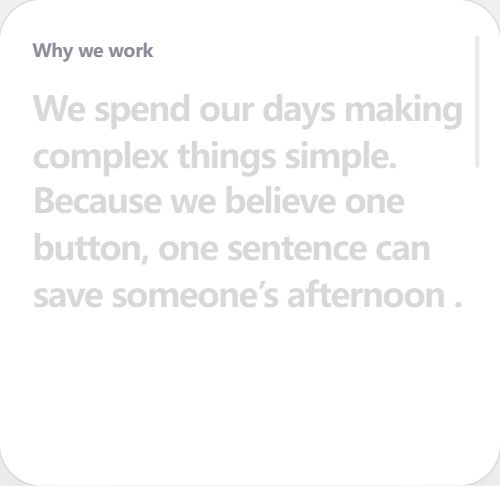 Why we work
We spend our days making
complex things simple.
Because we believe one
button, one sentence can
save someone’s afternoon .